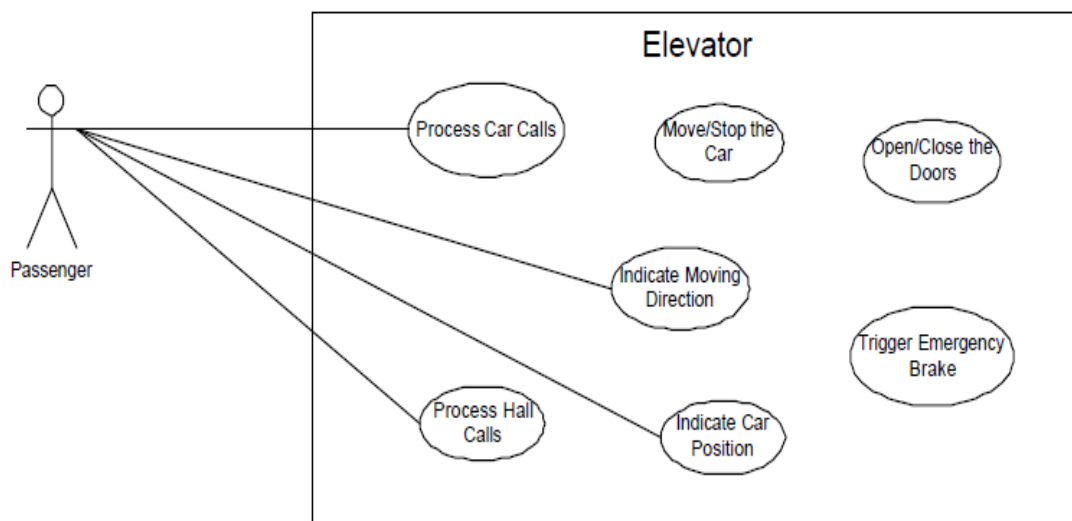 Elevator
Process Car Calls
Move/Stop the
Car
Open/Close the
Doors
Passenger
Indicate Moving
Direction
Trigger Emergency
Brake
Process Hall
Calls
Indicate Car
Position